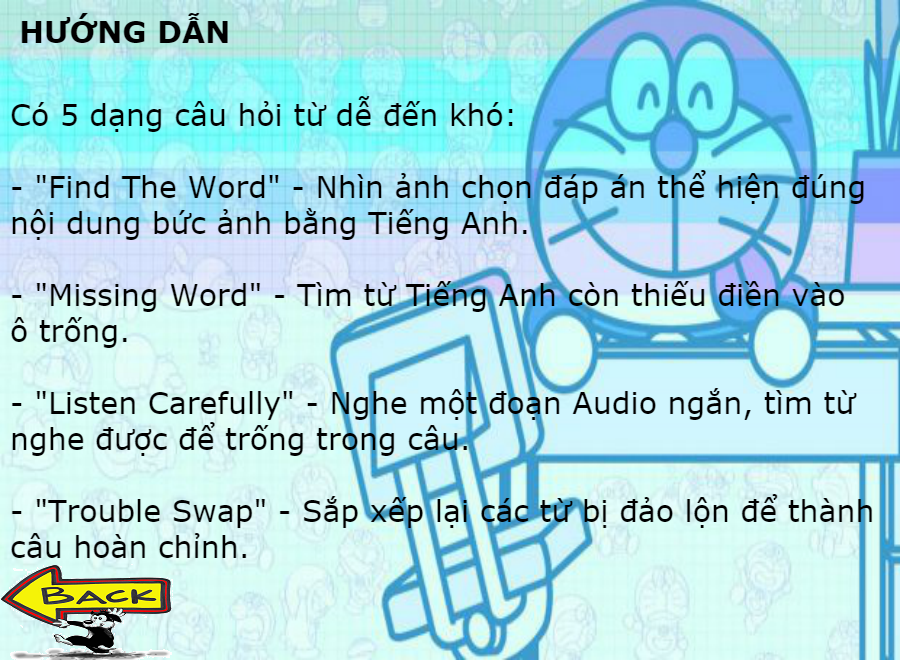 HƯỚNG DẪN
Có 5 dạng câu hỏi từ dễ đến khó:
- "Find The Word" - Nhìn ảnh chọn đáp án thể hiện đúng
nội dung bức ảnh bằng Tiếng Anh.
- "Missing Word" - Tìm từ Tiếng Anh còn thiếu điền vào
ô trống.
- "Listen Carefully" - Nghe một đoạn Audio ngắn, tìm từ
nghe được để trống trong câu.
- "Trouble Swap" - Sắp xếp lại các từ bị đảo lộn để thành
câu hoàn chỉnh.
BACK